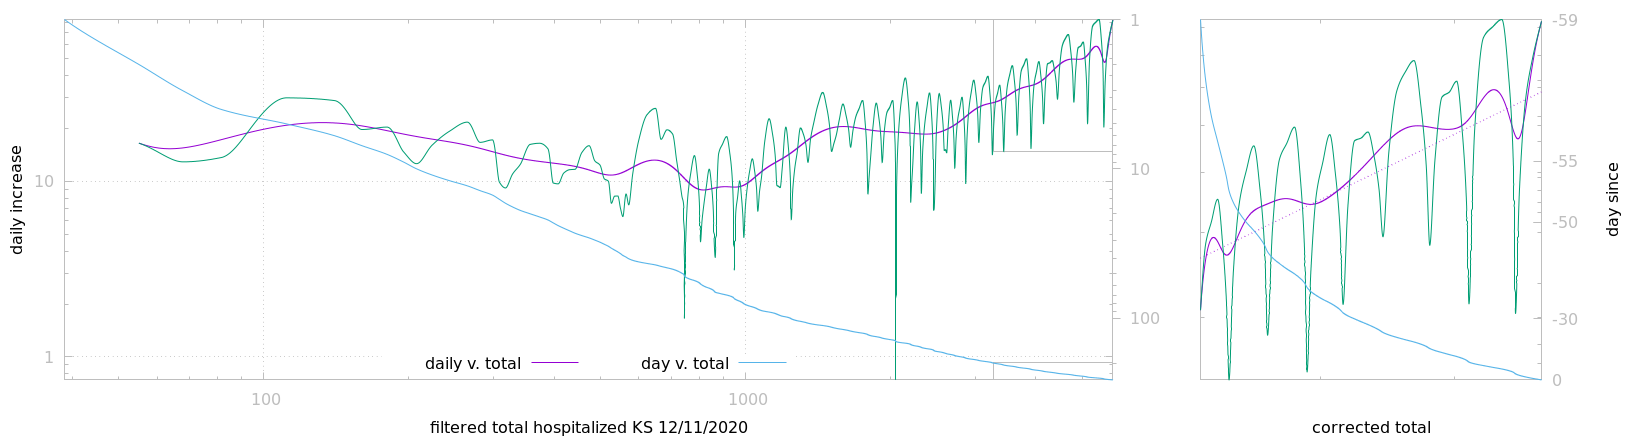 daily increase
10
1
100
1000
daily v. total
day v. total
1
10
100
filtered total hospitalized KS 12/11/2020
-59
-55
-50
-30
0
day since
corrected total